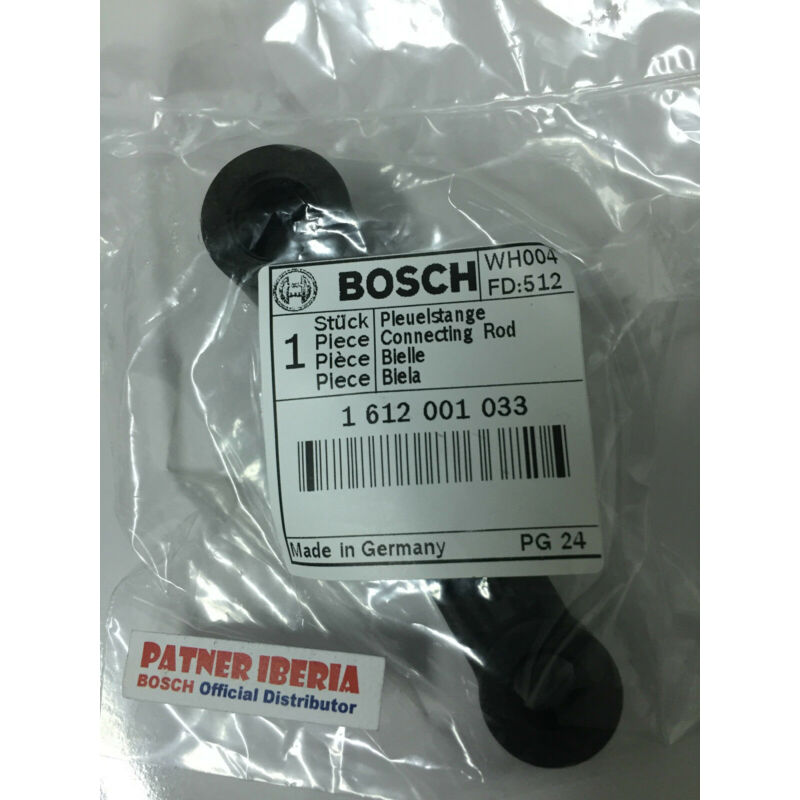 BOSCH
WH004
FD:512
1
Stück Pleuelstange
Piece Connecting Rod
Pièce Bielle
Piece Biela
1 612 001 033
Made in Germany PG 24
PATNER IBERIA
BOSCH Official Distributor